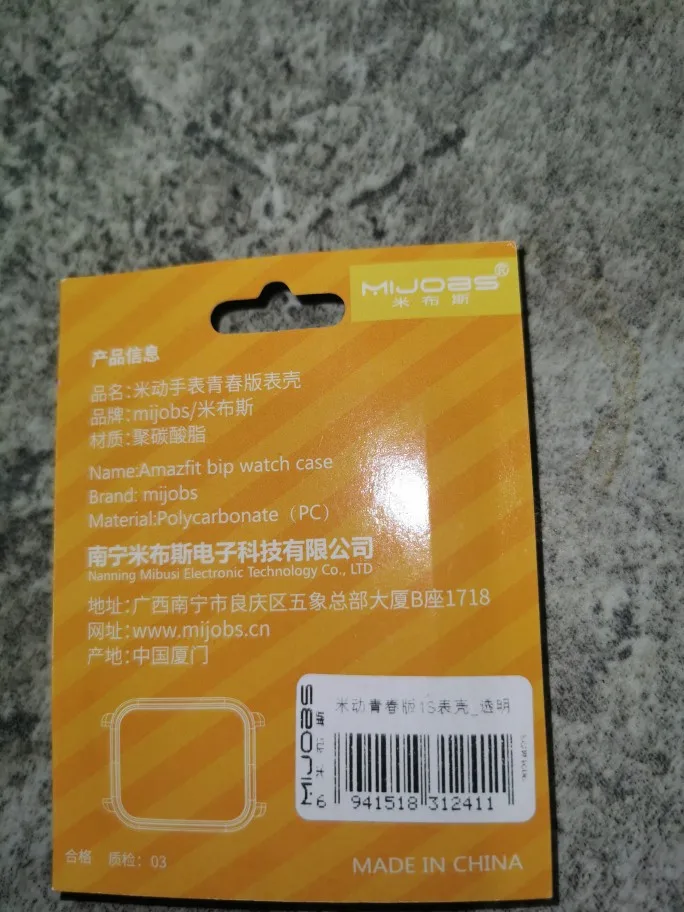 MIJOBS®
米布斯
产品信息
品名:米动手表青春版表壳
品牌:mijobs/米布斯
材质:聚碳酸脂
Name:Amazfit bip watch case
Brand: mijobs
Material:Polycarbonate（PC）
南宁米布斯电子科技有限公司
Nanning Mibusi Electronic Technology Co., LTD
地址:广西南宁市良庆区五象总部大厦B座1718
网址:www.mijobs.cn
产地:中国厦门
MIJOBS
米布斯
米动青春版1S表壳_透明
6 941518 312411
合格 质检: 03
MADE IN CHINA